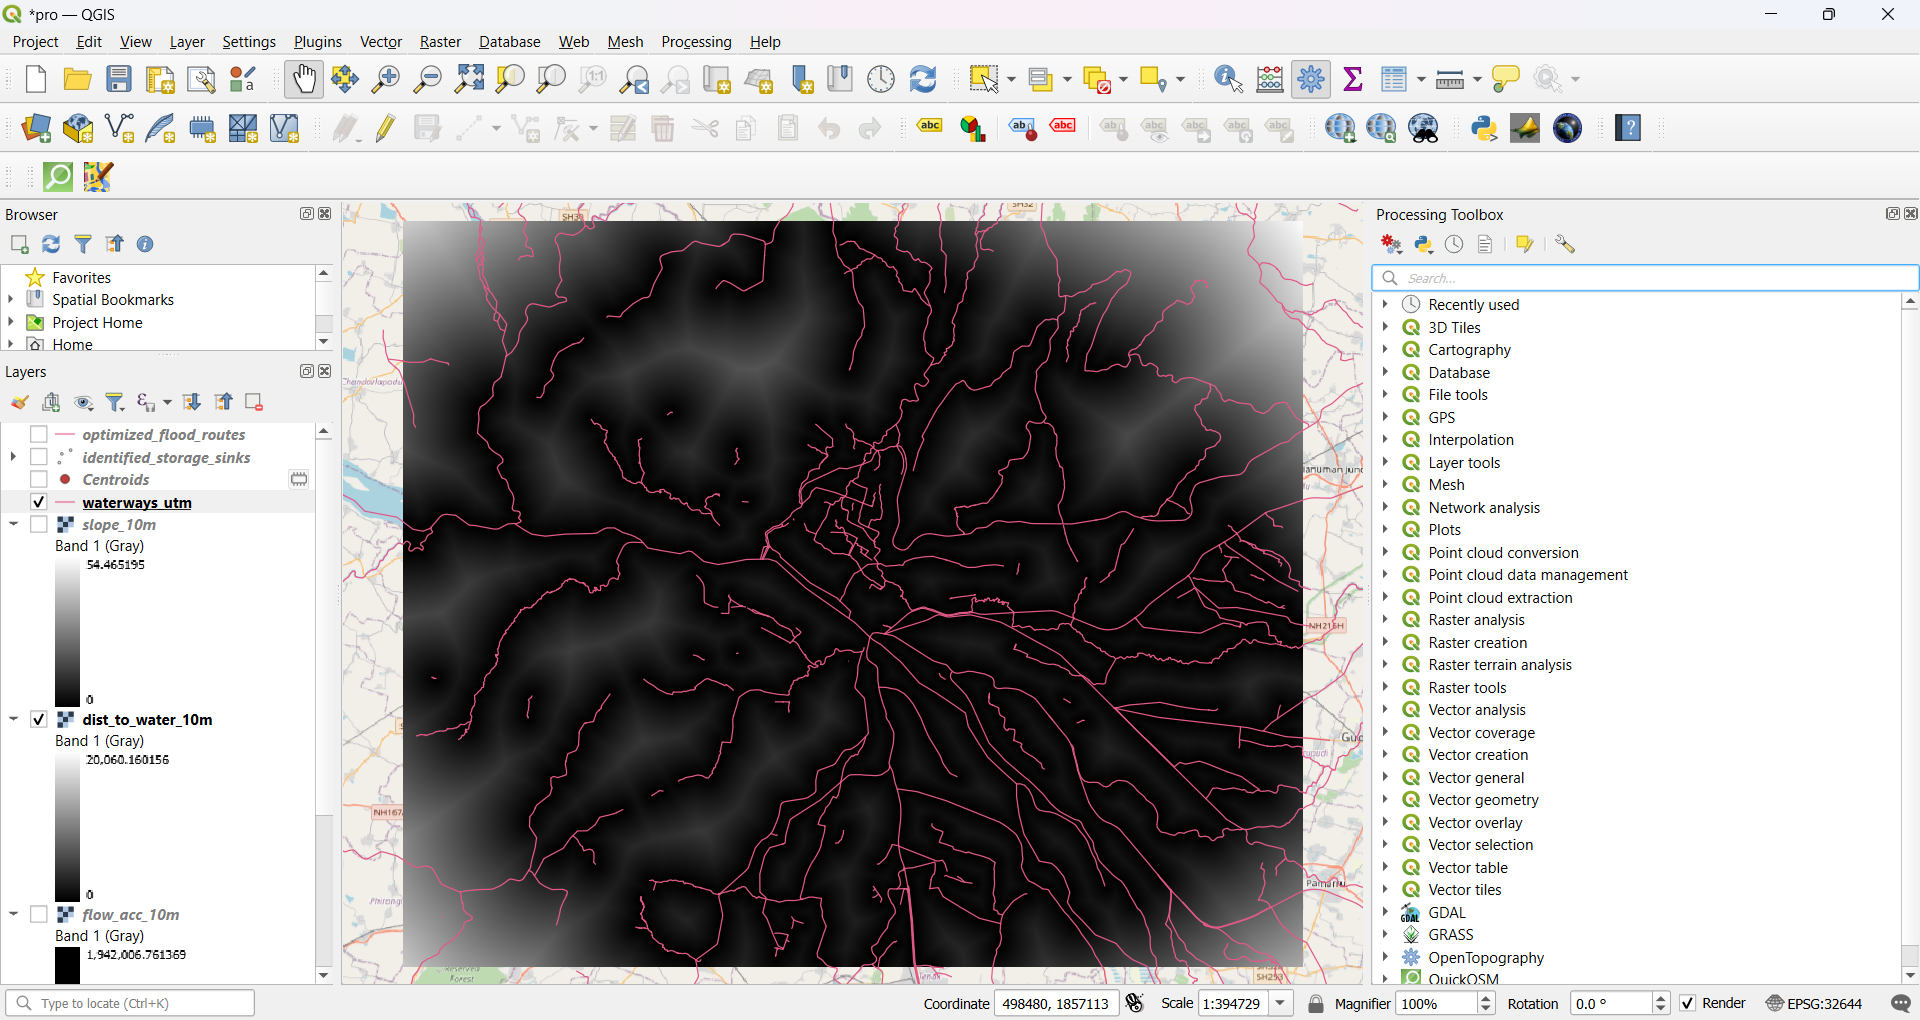 *pro — QGIS
Project Edit View Layer Settings Plugins Vector Raster Database Web Mesh Processing Help
Browser
Favorites
Spatial Bookmarks
Project Home
Home
Layers
optimized_flood_routes
identified_storage_sinks
Centroids
waterways_utm
slope_10m
Band 1 (Gray)
54.465195
0
dist_to_water_10m
Band 1 (Gray)
20,060.160156
0
flow_acc_10m
Band 1 (Gray)
1,942,006.761369
SH32
NH216H
Pamarru
SH253
Reserved
Forest
Processing Toolbox
Search...
Recently used
3D Tiles
Cartography
Database
File tools
GPS
Interpolation
Layer tools
Mesh
Network analysis
Plots
Point cloud conversion
Point cloud data management
Point cloud extraction
Raster analysis
Raster creation
Raster terrain analysis
Raster tools
Vector analysis
Vector coverage
Vector creation
Vector general
Vector geometry
Vector overlay
Vector selection
Vector table
Vector tiles
GDAL
GRASS
OpenTopography
QuickOSM
Type to locate (Ctrl+K)
Coordinate 498480, 1857113 Scale 1:394729 Magnifier 100% Rotation 0.0 ° Render EPSG:32644